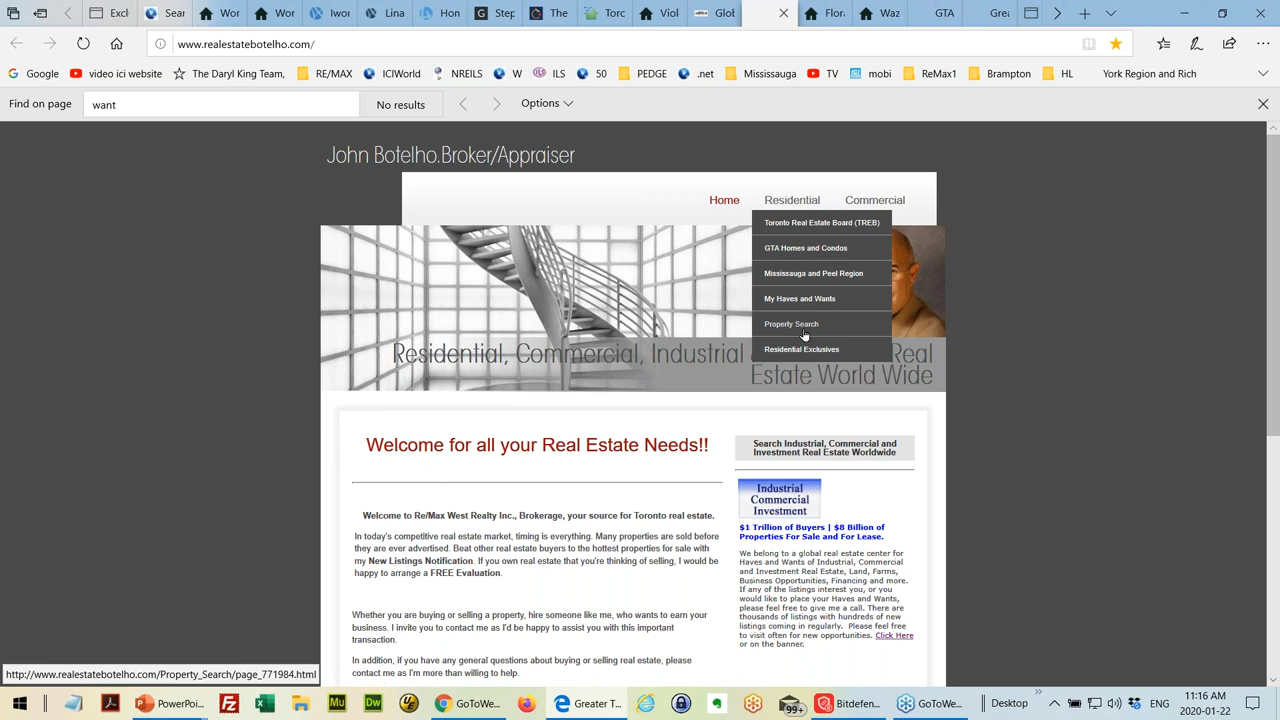 Word
Start
Wor
Wor
Wor
Grei
www.realestatebotelho.com/
Google
video ici website
The Daryl King Team,
RE/MAX
ICIWorld
NREILS
W
ILS
50
PEDGE
.net
Mississauga
TV
mobi
ReMax1
Brampton
HL
York Region and Rich
Find on page
want
No results
Options
John Botelho.Broker/Appraiser
Home
Residential
Commercial
Toronto Real Estate Board (TREB)
GTA Homes and Condos
Mississauga and Peel Region
My Haves and Wants
Property Search
Residential Exclusives
Residential, Commercial, Industrial Real
Estate World Wide
Welcome for all your Real Estate Needs!!
Welcome to Re/Max West Realty Inc., Brokerage, your source for Toronto real estate.
In today's competitive real estate market, timing is everything. Many properties are sold before
they are ever advertised. Beat other real estate buyers to the hottest properties for sale with
my New Listings Notification. If you own real estate that you're thinking of selling, I would be
happy to arrange a FREE Evaluation.
Whether you are buying or selling a property, hire someone like me, who wants to earn your
business. I invite you to contact me as I'd be happy to assist you with this important
transaction.
In addition, if you have any general questions about buying or selling real estate, please
contact me as I'm more than willing to help.
Search Industrial, Commercial and
Investment Real Estate Worldwide
Industrial
Commercial
Investment
$1 Trillion of Buyers | $8 Billion of
Properties For Sale and For Lease.
We belong to a global real estate center for
Haves and Wants of Industrial, Commercial
and Investment Real Estate, Land, Farms,
Business Opportunities, Financing and more.
If any of the listings interest you, or you
would like to place your Haves and Wants,
please feel free to give me a call. There are
thousands of listings with hundreds of new
listings coming in regularly. Please feel free
to visit often for new opportunities. Click Here
or on the banner.
http://www.realestatebotelho.com/Property_Search/page_771984.html
PowerPoi...
Mu
Dw
GoToWe...
Greater T...
99+
Bitdefen...
GoToWe...
Desktop
ENG
11:16 AM
2020-01-22